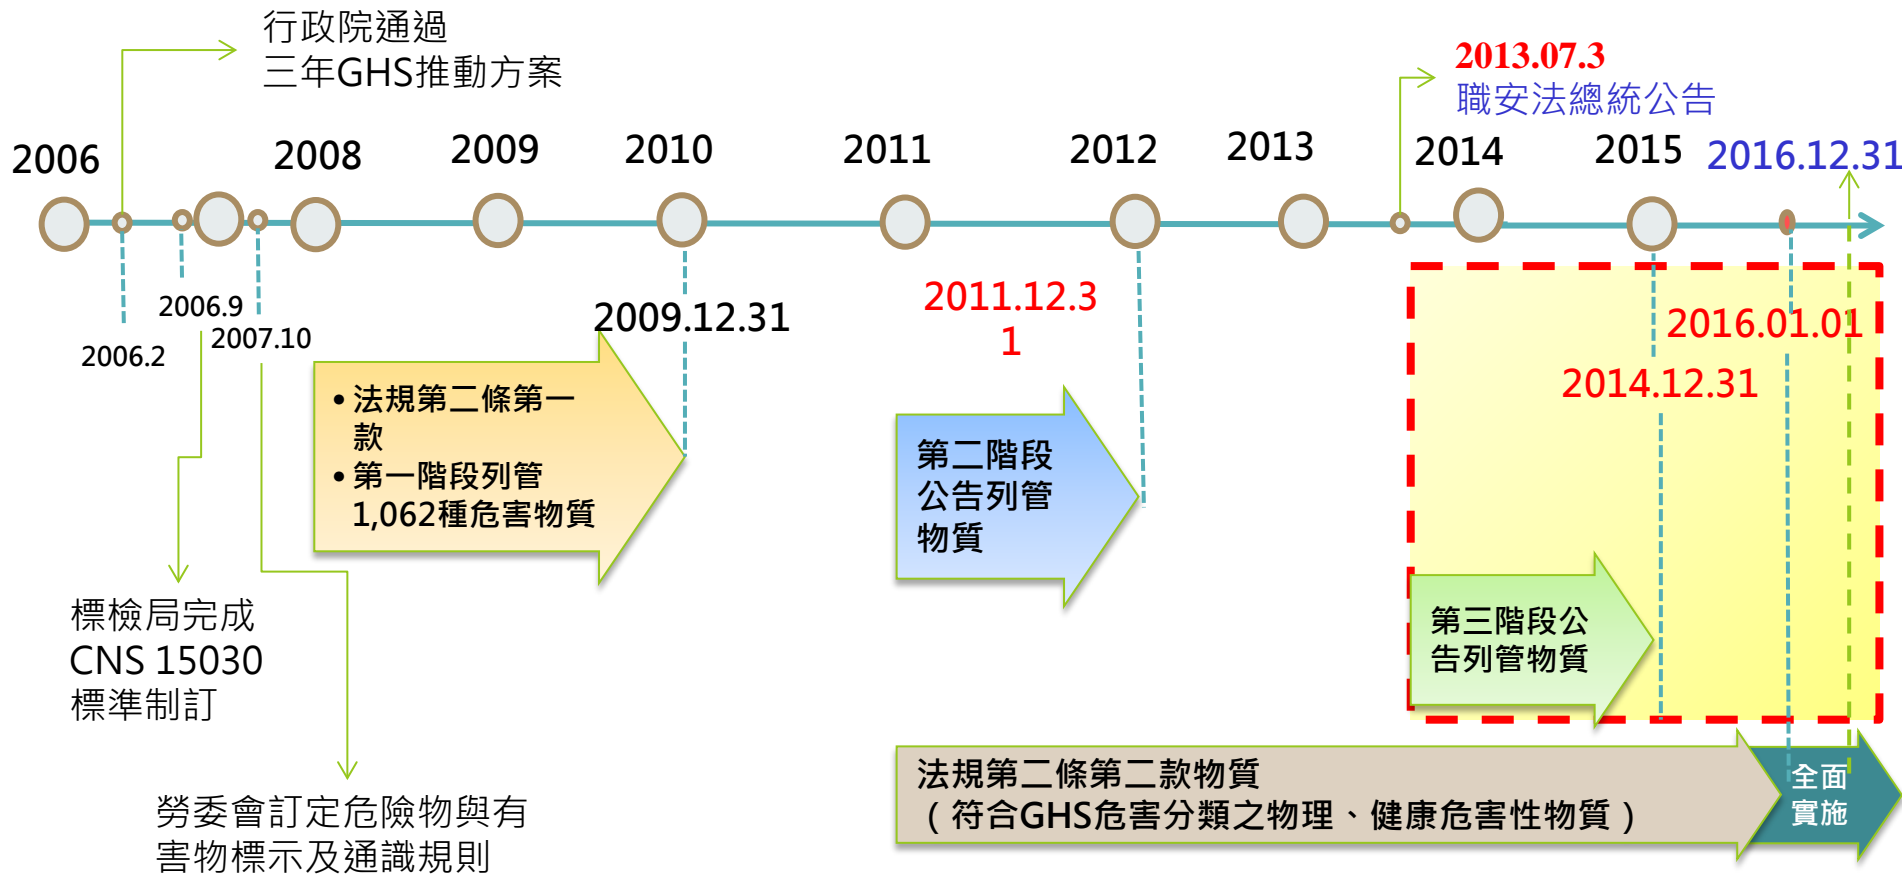 行政院通過
三年GHS推動方案
2013.07.3
職安法總統公告
2006
2008
2009
2010
2011
2012
2013
2014
2015
2016.12.31
2006.2
2006.9
2007.10
2009.12.31
2011.12.3
1
2016.01.01
2014.12.31
• 法規第二條第一
款
• 第一階段列管
1,062種危害物質
第二階段
公告列管
物質
第三階段公
告列管物質
標檢局完成
CNS 15030
標準制訂
勞委會訂定危險物與有
害物標示及通識規則
法規第二條第二款物質
（符合GHS危害分類之物理、健康危害性物質）
全面
實施